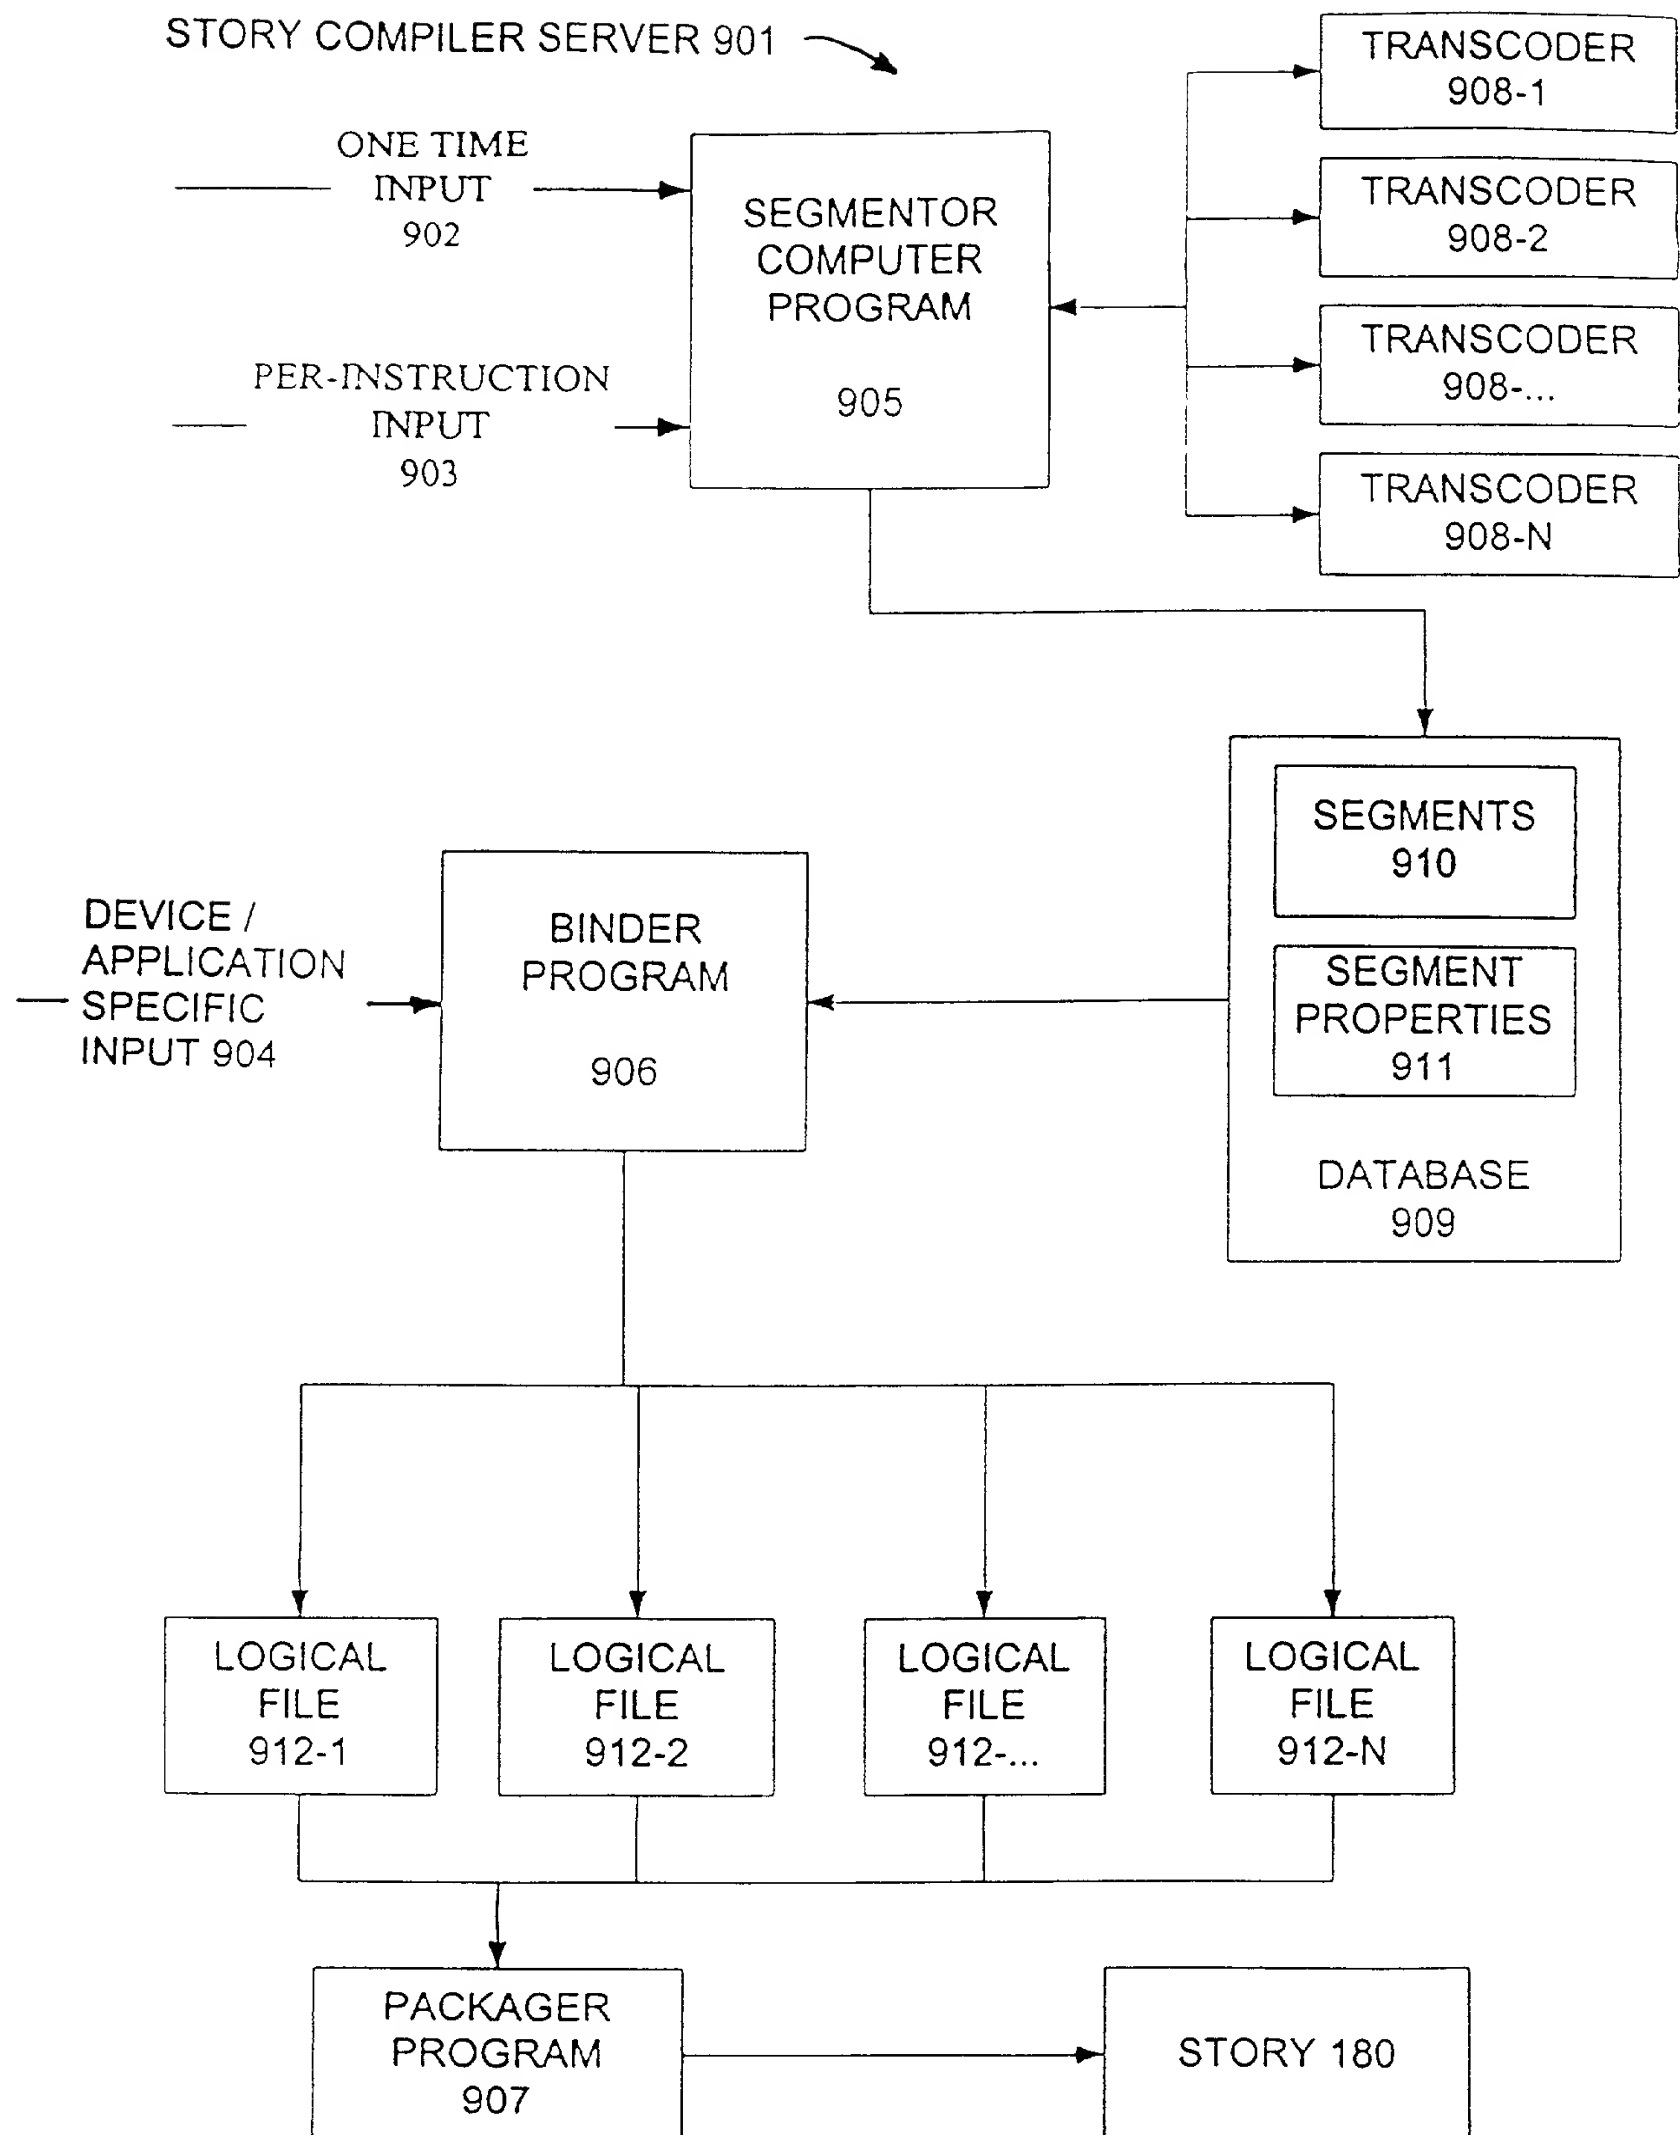 STORY COMPILER SERVER 901
ONE TIME
INPUT
902
PER-INSTRUCTION
INPUT
903
SEGMENTOR
COMPUTER
PROGRAM
905
TRANSCODER
908-1
TRANSCODER
908-2
TRANSCODER
908-...
TRANSCODER
908-N
SEGMENTS
910
SEGMENT
PROPERTIES
911
DATABASE
909
DEVICE /
APPLICATION
SPECIFIC
INPUT 904
BINDER
PROGRAM
906
LOGICAL
FILE
912-1
LOGICAL
FILE
912-2
LOGICAL
FILE
912-...
LOGICAL
FILE
912-N
PACKAGER
PROGRAM
907
STORY 180